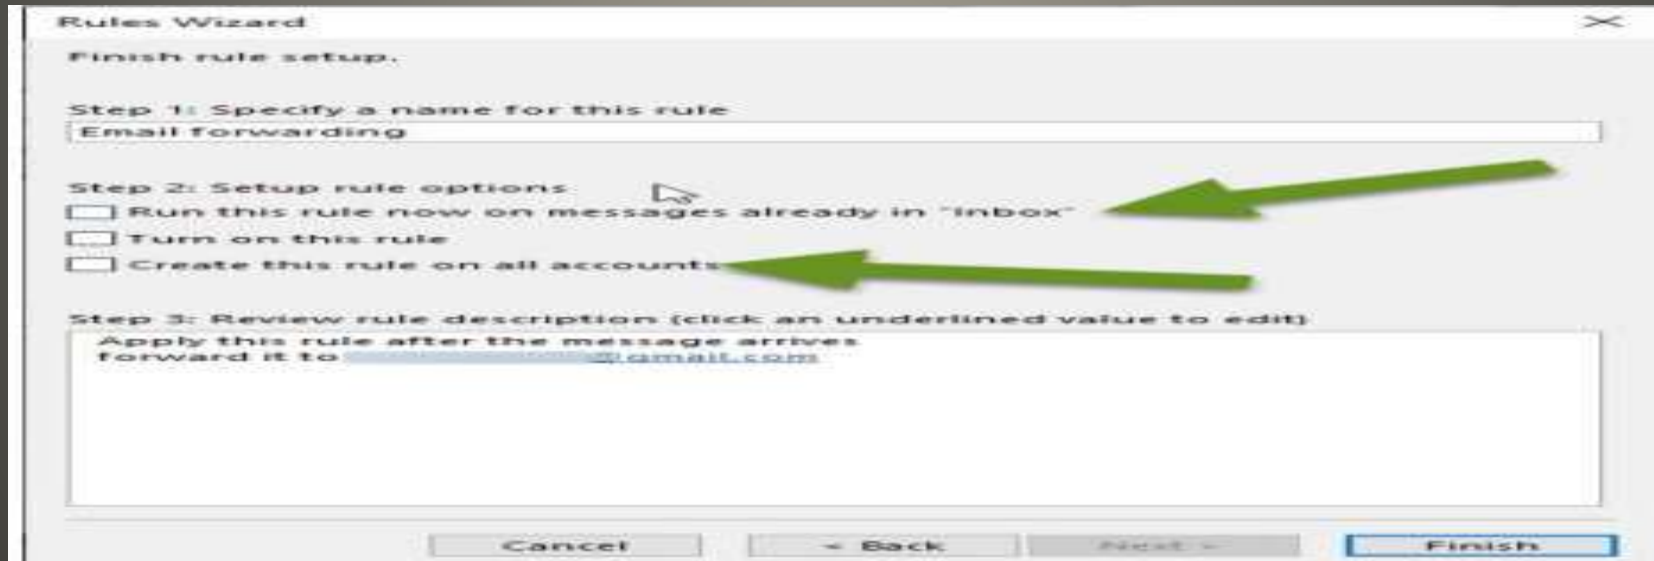 Rules Wizard
Finish rule setup.
Step 1: Specify a name for this rule
Email forwarding
Step 2: Setup rule options
Run this rule now on messages already in "Inbox"
Turn on this rule
Create this rule on all accounts
Step 3: Review rule description (click an underlined value to edit)
Apply this rule after the message arrives
forward it to @gmail.com
Cancel
< Back
Next >
Finish